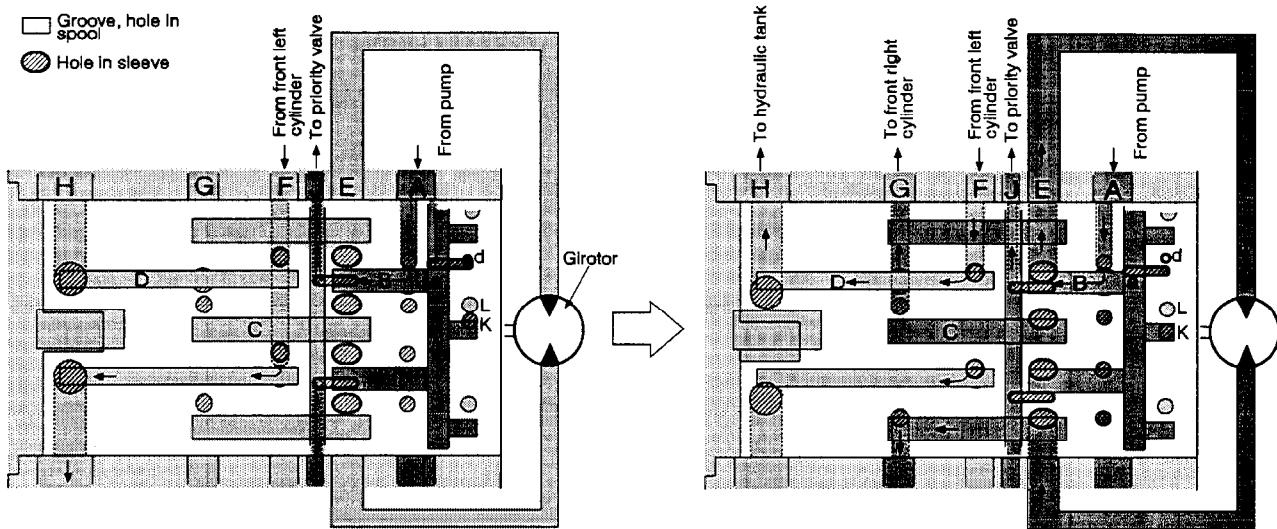 Groove, hole in
spool
Hole in sleeve
From front left
cylinder
To priority valve
From pump
H
G
F
E
A
D
B
C
d
L
K
Girotor
To hydraulic tank
To front right
cylinder
From front left
cylinder
To priority valve
From pump
H
G
F
J
E
A
D
B
C
d
L
K